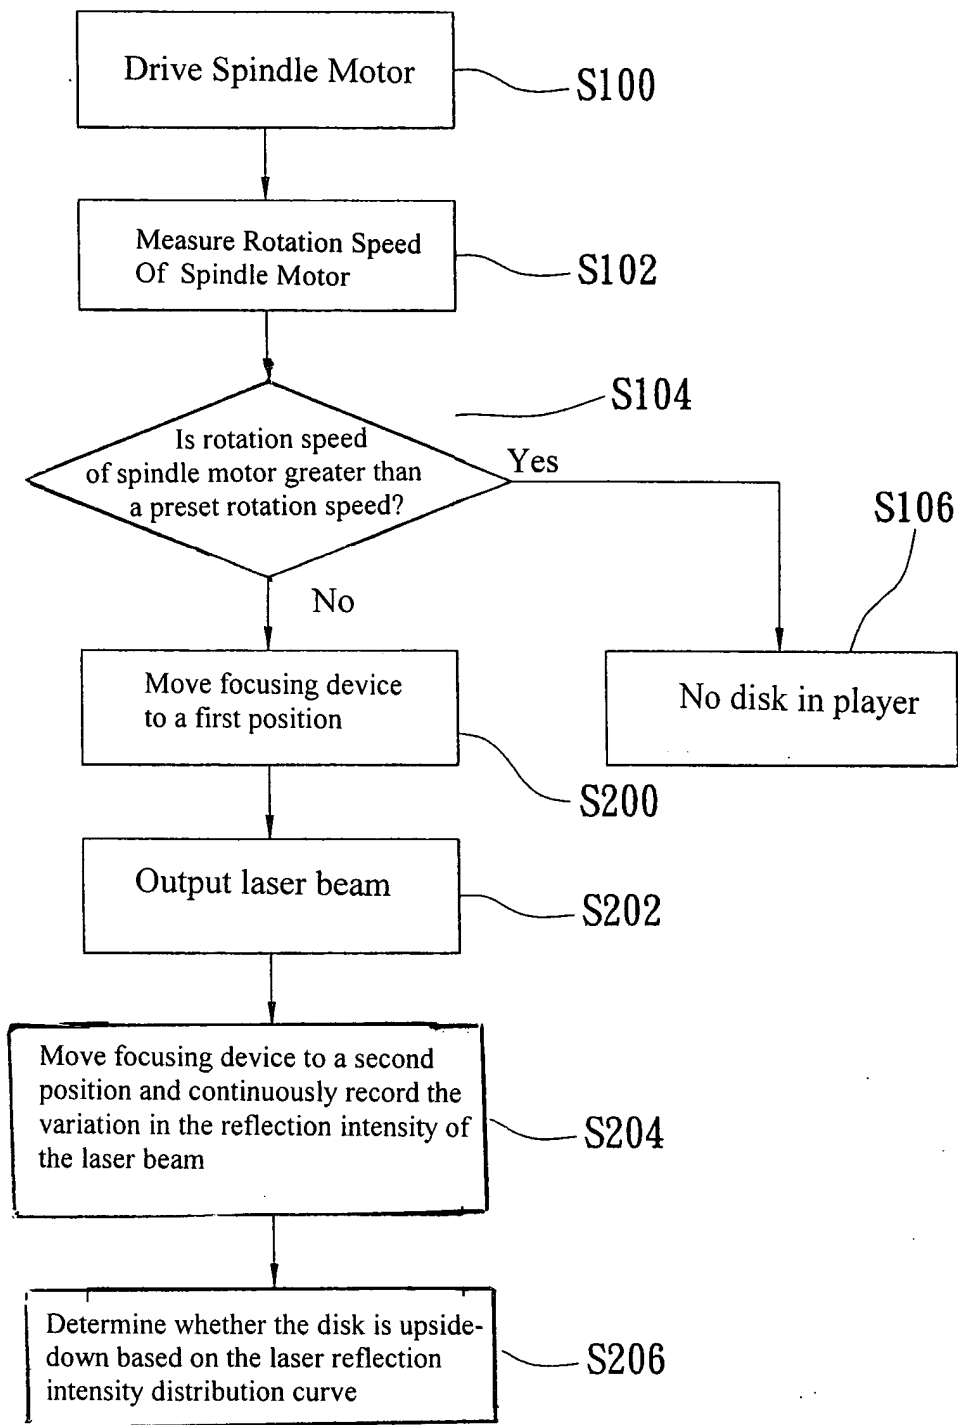 Drive Spindle Motor
S100
Measure Rotation Speed
Of Spindle Motor
S102
S104
Is rotation speed
of spindle motor greater than
a preset rotation speed?
Yes
S106
No
Move focusing device
to a first position
No disk in player
S200
Output laser beam
S202
Move focusing device to a second
position and continuously record the
variation in the reflection intensity of
the laser beam
S204
Determine whether the disk is upside-
down based on the laser reflection
intensity distribution curve
S206